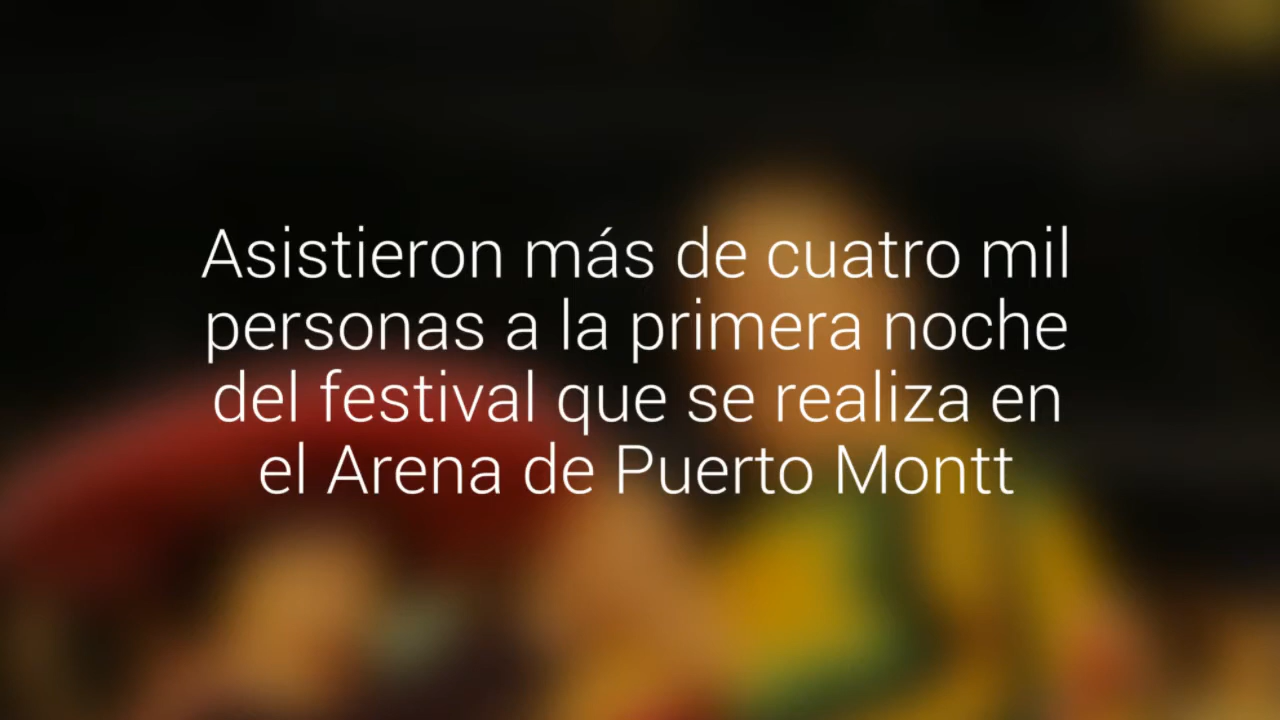 Asistieron más de cuatro mil
personas a la primera noche
del festival que se realiza en
el Arena de Puerto Montt